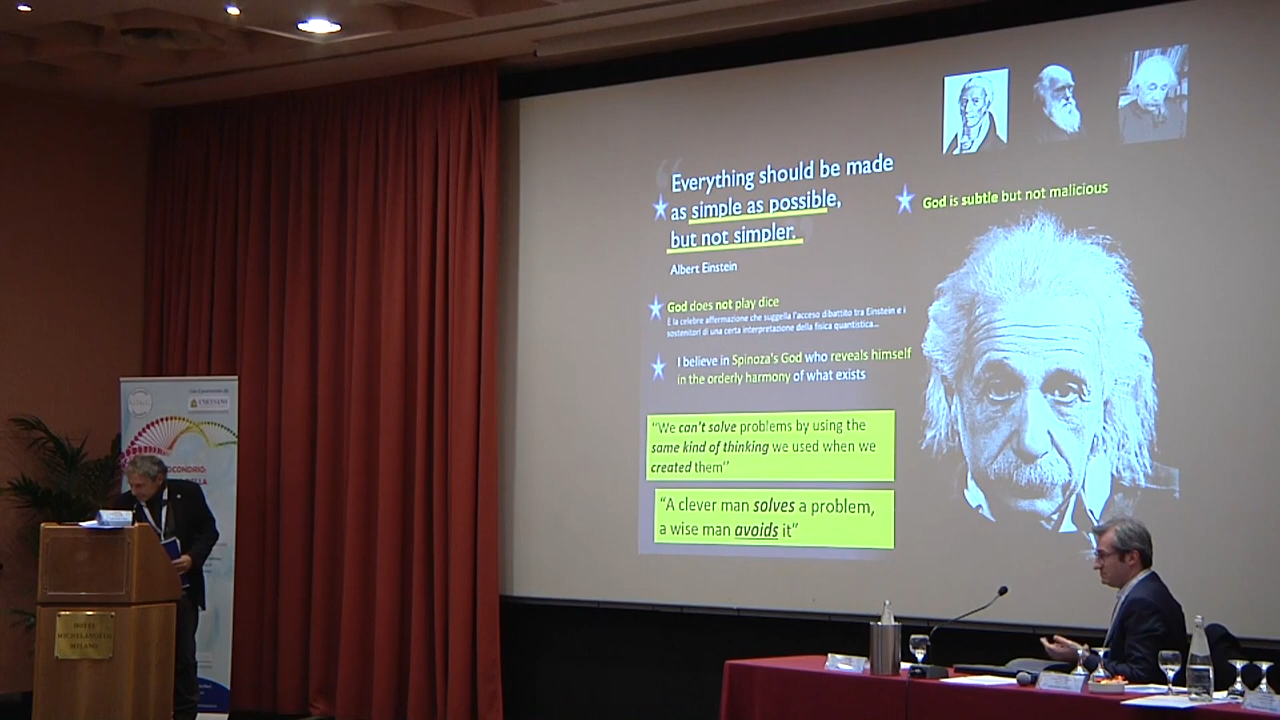 Everything should be made
as simple as possible,
but not simpler.
Albert Einstein
God is subtle but not malicious
God does not play dice
È la celebre affermazione che suggella l'acceso dibattito tra Einstein e i
sostenitori di una certa interpretazione della fisica quantistica...
I believe in Spinoza's God who reveals himself
in the orderly harmony of what exists
"We can't solve problems by using the
same kind of thinking we used when we
created them"
"A clever man solves a problem,
a wise man avoids it"
HOTEL
MICHELANGELO
MILANO